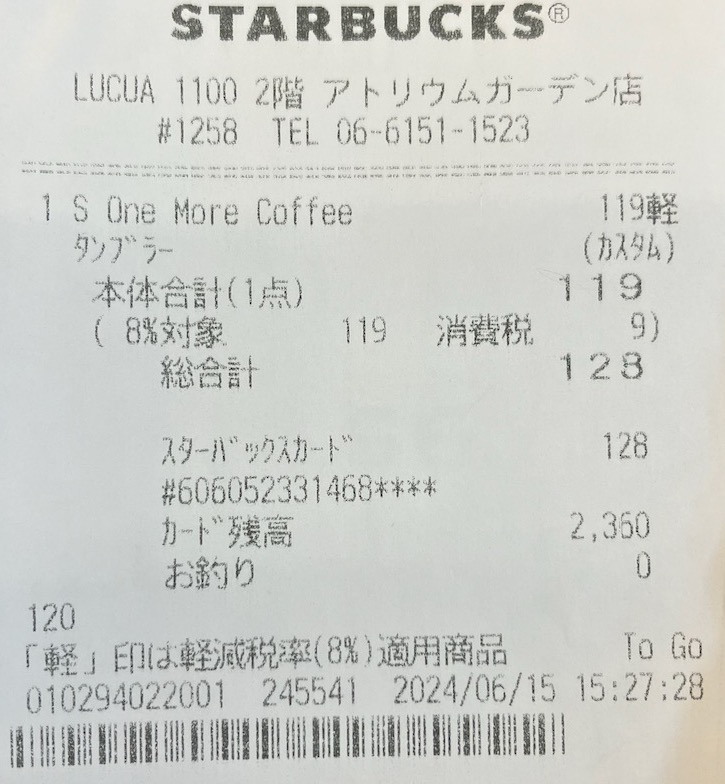 STARBUCKS®
LUCUA 1100 2階 アトリウムガーデン店
#1258 TEL 06-6151-1523
1 S One More Coffee 119軽
ﾀﾝﾌﾞﾗｰ (ｶｽﾀﾑ)
本体合計(1点) 119
( 8%対象 119 消費税 9)
総合計 128
ｽﾀｰﾊﾞｯｸｽｶｰﾄﾞ 128
#606052331468****
ｶｰﾄﾞ残高 2,360
お釣り 0
120
「軽」印は軽減税率(8%)適用商品 To Go
010294022001 245541 2024/06/15 15:27:28